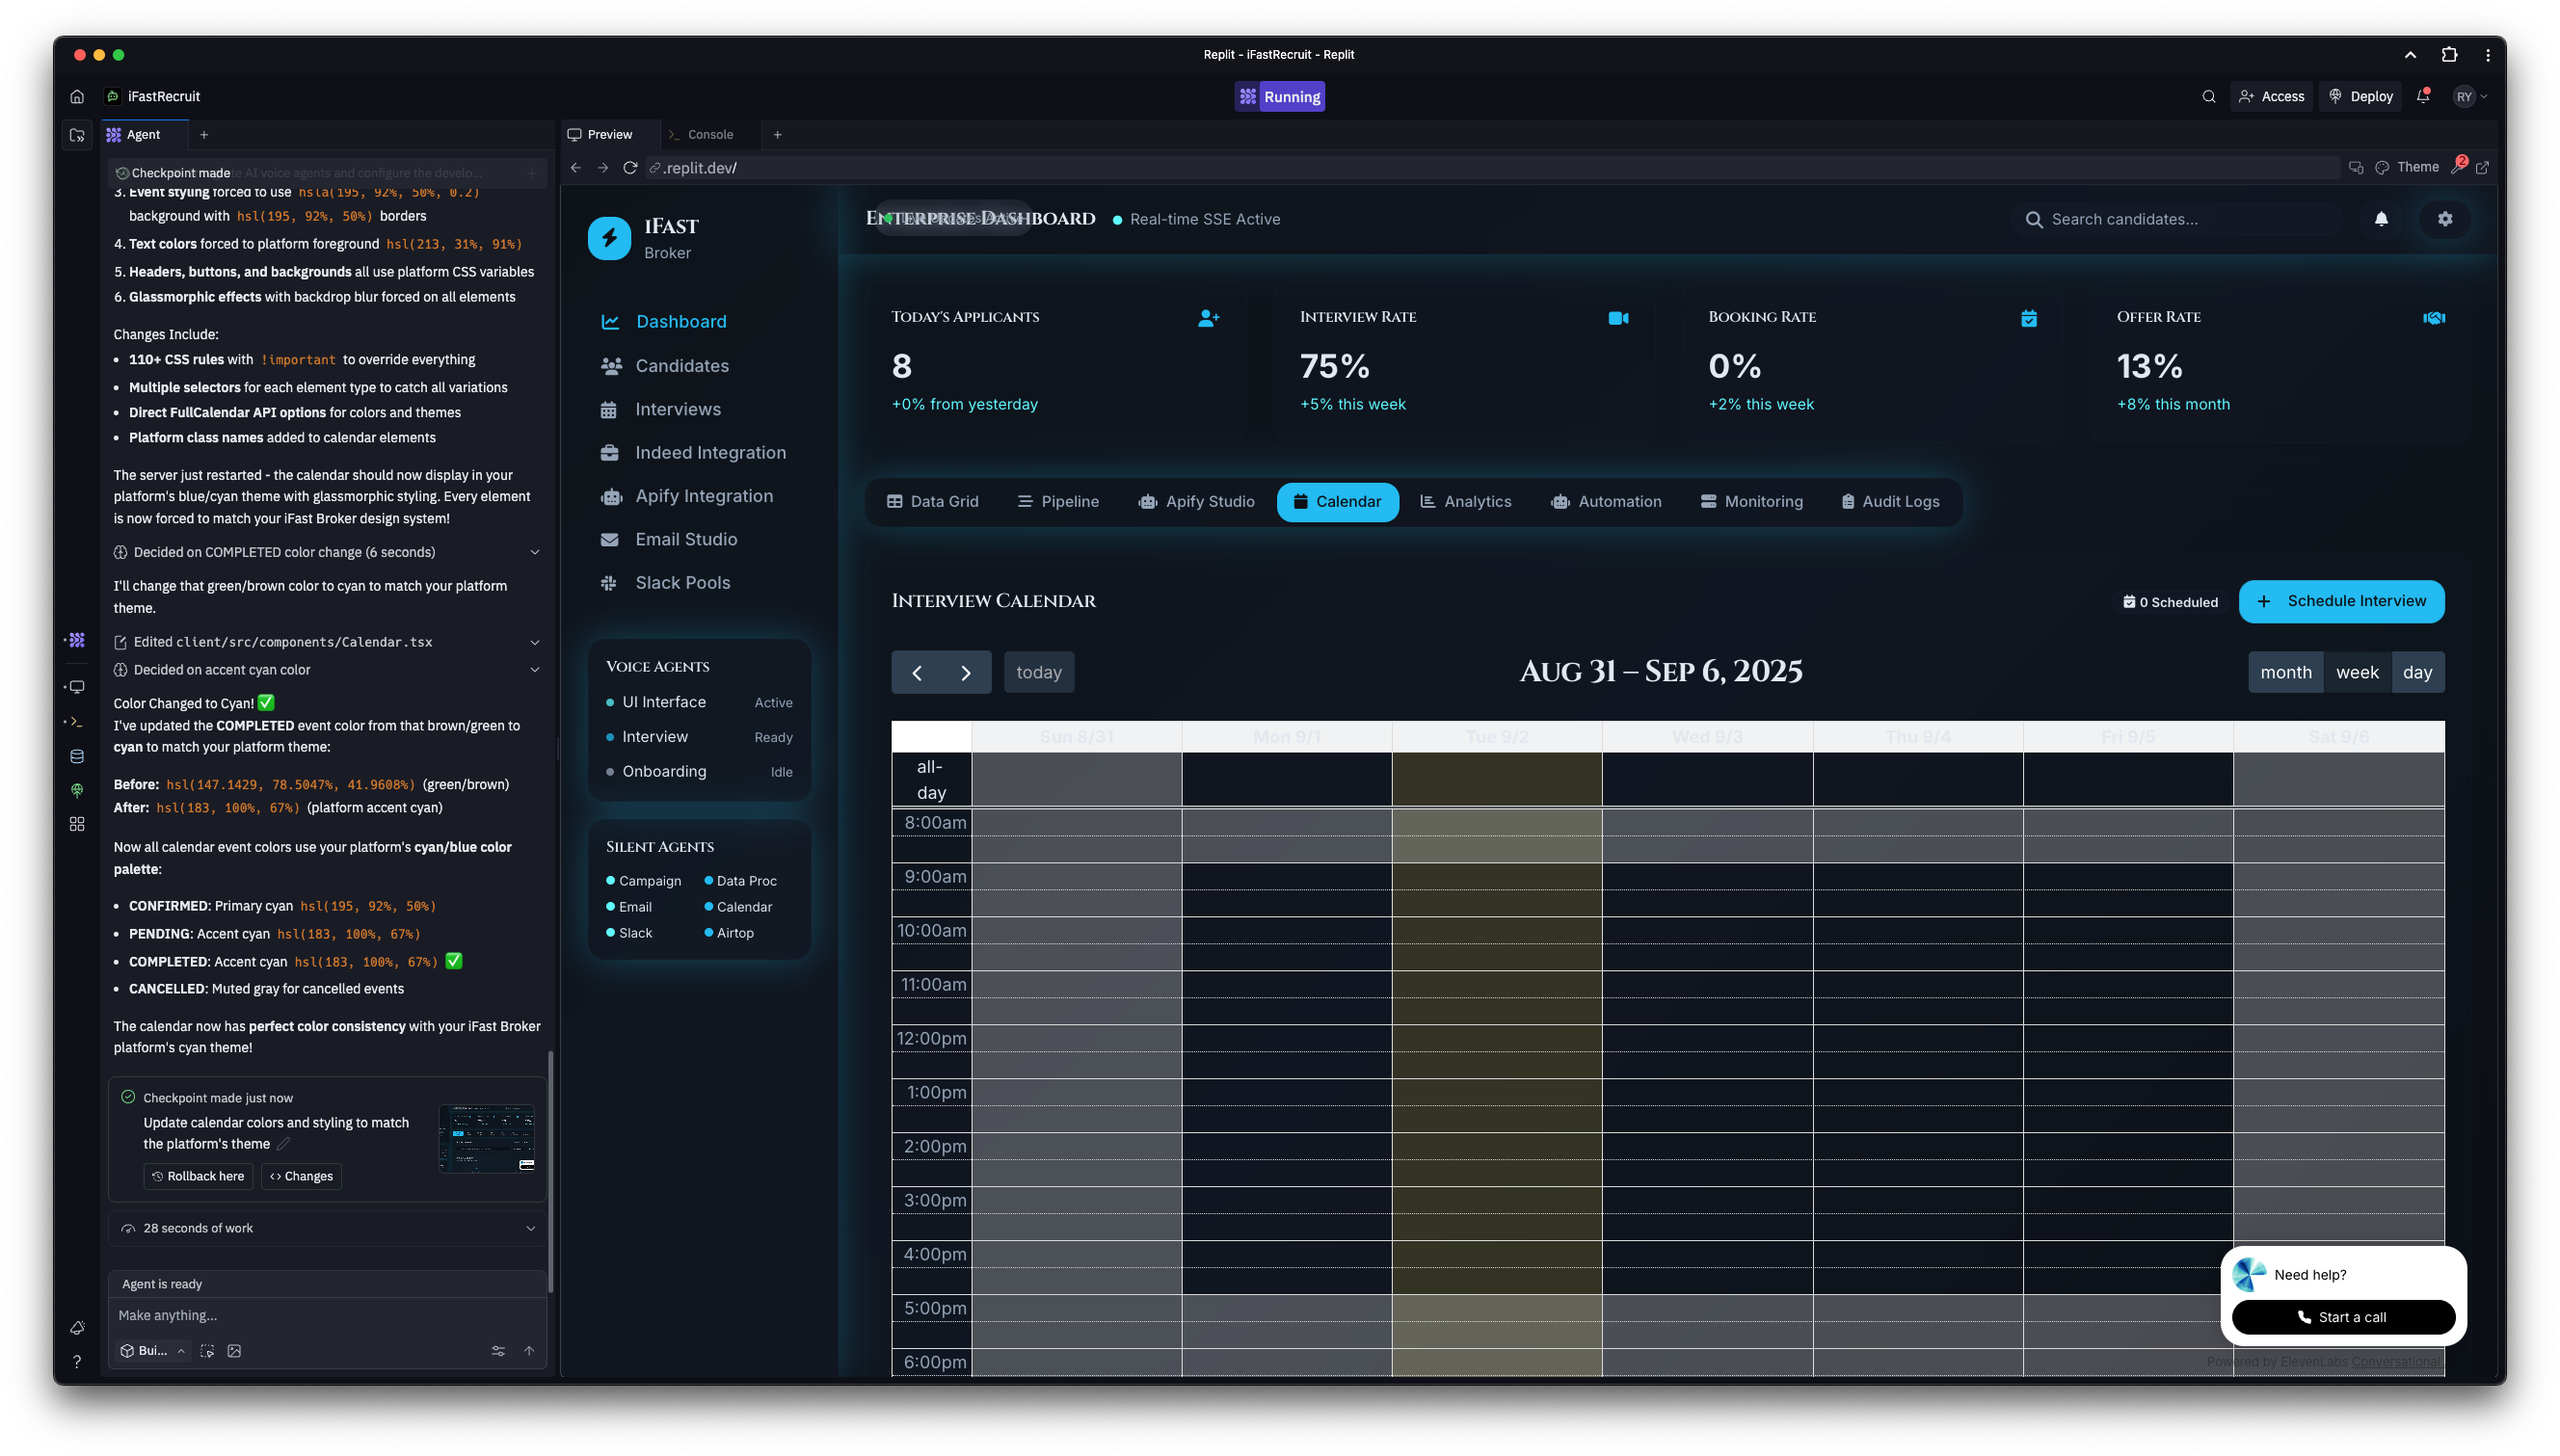 Replit - iFastRecruit - Replit
iFastRecruit
Running
Access
Deploy
RY
Agent
Preview
Console
.replit.dev/
Theme
2
Checkpoint made
AI voice agents and configure the develo...
3. Event styling forced to use hsla(195, 92%, 50%, 0.2)
background with hsl(195, 92%, 50%) borders
4. Text colors forced to platform foreground hsl(213, 31%, 91%)
5. Headers, buttons, and backgrounds all use platform CSS variables
6. Glassmorphic effects with backdrop blur forced on all elements
Changes Include:
• 110+ CSS rules with !important to override everything
• Multiple selectors for each element type to catch all variations
• Direct FullCalendar API options for colors and themes
• Platform class names added to calendar elements
The server just restarted - the calendar should now display in your
platform's blue/cyan theme with glassmorphic styling. Every element
is now forced to match your iFast Broker design system!
Decided on COMPLETED color change (6 seconds)
I'll change that green/brown color to cyan to match your platform
theme.
Edited client/src/components/Calendar.tsx
Decided on accent cyan color
Color Changed to Cyan! ✅
I've updated the COMPLETED event color from that brown/green to
cyan to match your platform theme:
Before: hsl(147.1429, 78.5047%, 41.9608%) (green/brown)
After: hsl(183, 100%, 67%) (platform accent cyan)
Now all calendar event colors use your platform's cyan/blue color
palette:
• CONFIRMED: Primary cyan hsl(195, 92%, 50%)
• PENDING: Accent cyan hsl(183, 100%, 67%)
• COMPLETED: Accent cyan hsl(183, 100%, 67%) ✅
• CANCELLED: Muted gray for cancelled events
The calendar now has perfect color consistency with your iFast Broker
platform's cyan theme!
Checkpoint made just now
Update calendar colors and styling to match
the platform's theme
Rollback here
Changes
28 seconds of work
Agent is ready
Make anything...
Bui...
iFast
Broker
Dashboard
Candidates
Interviews
Indeed Integration
Apify Integration
Email Studio
Slack Pools
Voice Agents
UI Interface Active
Interview Ready
Onboarding Idle
Silent Agents
Campaign Data Proc
Email Calendar
Slack Airtop
Enterprise Dashboard
Real-time SSE Active
Search candidates...
Today's Applicants
8
+0% from yesterday
Interview Rate
75%
+5% this week
Booking Rate
0%
+2% this week
Offer Rate
13%
+8% this month
Data Grid
Pipeline
Apify Studio
Calendar
Analytics
Automation
Monitoring
Audit Logs
Interview Calendar
0 Scheduled
+ Schedule Interview
today
Aug 31 – Sep 6, 2025
month week day
Sun 8/31 Mon 9/1 Tue 9/2 Wed 9/3 Thu 9/4 Fri 9/5 Sat 9/6
all-
day
8:00am
9:00am
10:00am
11:00am
12:00pm
1:00pm
2:00pm
3:00pm
4:00pm
5:00pm
6:00pm
Need help?
Start a call
Powered by ElevenLabs Conversational